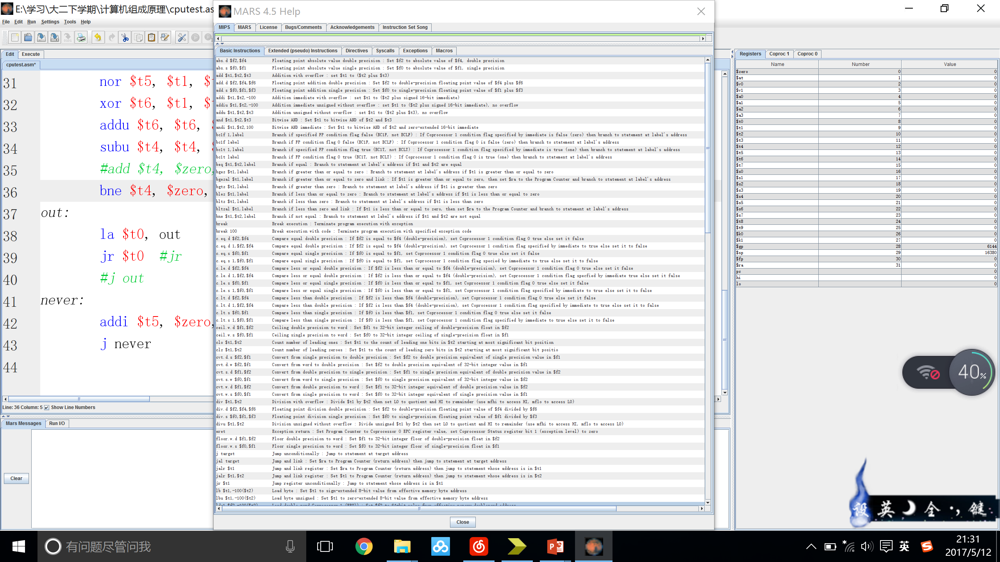 E:\学习\大二下学期\计算机组成原理\cputest.as
File Edit Run Settings Tools Help
Edit Execute
cputest.asm*
31 nor $t5, $t1, $
32 xor $t6, $t1, $
33 addu $t6, $t6,
34 subu $t4, $t4,
35 #add $t4, $zero,
36 bne $t4, $zero,
37 out:
38 la $t0, out
39 jr $t0 #jr
40 #j out
41 never:
42 addi $t5, $zero,
43 j never
44
Line: 36 Column: 5 Show Line Numbers
Mars Messages Run I/O
Clear
MARS 4.5 Help
MIPS MARS License Bugs/Comments Acknowledgements Instruction Set Song
Basic Instructions Extended (pseudo) Instructions Directives Syscalls Exceptions Macros
abs.d $f2,$f4 Floating point absolute value double precision : Set $f2 to absolute value of $f4, double precision
abs.s $f0,$f1 Floating point absolute value single precision : Set $f0 to absolute value of $f1, single precision
add $t1,$t2,$t3 Addition with overflow : set $t1 to ($t2 plus $t3)
add.d $f2,$f4,$f6 Floating point addition double precision : Set $f2 to double-precision floating point value of $f4 plus $f6
add.s $f0,$f1,$f3 Floating point addition single precision : Set $f0 to single-precision floating point value of $f1 plus $f3
addi $t1,$t2,-100 Addition immediate with overflow : set $t1 to ($t2 plus signed 16-bit immediate)
addiu $t1,$t2,-100 Addition immediate unsigned without overflow : set $t1 to ($t2 plus signed 16-bit immediate), no overflow
addu $t1,$t2,$t3 Addition unsigned without overflow : set $t1 to ($t2 plus $t3), no overflow
and $t1,$t2,$t3 Bitwise AND : Set $t1 to bitwise AND of $t2 and $t3
andi $t1,$t2,100 Bitwise AND immediate : Set $t1 to bitwise AND of $t2 and zero-extended 16-bit immediate
bc1f 1,label Branch if specified FP condition flag false (BC1F, not BCLF) : If Coprocessor 1 condition flag specified by immediate is false (zero) then branch to statement at label's address
bc1f label Branch if FP condition flag 0 false (BC1F, not BCLF) : If Coprocessor 1 condition flag 0 is false (zero) then branch to statement at label's address
bc1t 1,label Branch if specified FP condition flag true (BC1T, not BCLT) : If Coprocessor 1 condition flag specified by immediate is true (one) then branch to statement at label's address
bc1t label Branch if FP condition flag 0 true (BC1T, not BCLT) : If Coprocessor 1 condition flag 0 is true (one) then branch to statement at label's address
beq $t1,$t2,label Branch if equal : Branch to statement at label's address if $t1 and $t2 are equal
bgez $t1,label Branch if greater than or equal to zero : Branch to statement at label's address if $t1 is greater than or equal to zero
bgezal $t1,label Branch if greater then or equal to zero and link : If $t1 is greater than or equal to zero, then set $ra to the Program Counter and branch to statement at label's address
bgtz $t1,label Branch if greater than zero : Branch to statement at label's address if $t1 is greater than zero
blez $t1,label Branch if less than or equal to zero : Branch to statement at label's address if $t1 is less than or equal to zero
bltz $t1,label Branch if less than zero : Branch to statement at label's address if $t1 is less than zero
bltzal $t1,label Branch if less than zero and link : If $t1 is less than or equal to zero, then set $ra to the Program Counter and branch to statement at label's address
bne $t1,$t2,label Branch if not equal : Branch to statement at label's address if $t1 and $t2 are not equal
break Break execution : Terminate program execution with exception
break 100 Break execution with code : Terminate program execution with specified exception code
c.eq.d $f2,$f4 Compare equal double precision : If $f2 is equal to $f4 (double-precision), set Coprocessor 1 condition flag 0 true else set it false
c.eq.d 1,$f2,$f4 Compare equal double precision : If $f2 is equal to $f4 (double-precision), set Coprocessor 1 condition flag specified by immediate to true else set it to false
c.eq.s $f0,$f1 Compare equal single precision : If $f0 is equal to $f1, set Coprocessor 1 condition flag 0 true else set it false
c.eq.s 1,$f0,$f1 Compare equal single precision : If $f0 is equal to $f1, set Coprocessor 1 condition flag specied by immediate to true else set it to false
c.le.d $f2,$f4 Compare less or equal double precision : If $f2 is less than or equal to $f4 (double-precision), set Coprocessor 1 condition flag 0 true else set it false
c.le.d 1,$f2,$f4 Compare less or equal double precision : If $f2 is less than or equal to $f4 (double-precision), set Coprocessor 1 condition flag specfied by immediate true else set it false
c.le.s $f0,$f1 Compare less or equal single precision : If $f0 is less than or equal to $f1, set Coprocessor 1 condition flag 0 true else set it false
c.le.s 1,$f0,$f1 Compare less or equal single precision : If $f0 is less than or equal to $f1, set Coprocessor 1 condition flag specified by immediate to true else set it to false
c.lt.d $f2,$f4 Compare less than double precision : If $f2 is less than $f4 (double-precision), set Coprocessor 1 condition flag 0 true else set it false
c.lt.d 1,$f2,$f4 Compare less than double precision : If $f2 is less than $f4 (double-precision), set Coprocessor 1 condition flag specified by immediate to true else set it to false
c.lt.s $f0,$f1 Compare less than single precision : If $f0 is less than $f1, set Coprocessor 1 condition flag 0 true else set it false
c.lt.s 1,$f0,$f1 Compare less than single precision : If $f0 is less than $f1, set Coprocessor 1 condition flag specified by immediate to true else set it to false
ceil.w.d $f1,$f2 Ceiling double precision to word : Set $f1 to 32-bit integer ceiling of double-precision float in $f2
ceil.w.s $f0,$f1 Ceiling single precision to word : Set $f0 to 32-bit integer ceiling of single-precision float in $f1
clo $t1,$t2 Count number of leading ones : Set $t1 to the count of leading one bits in $t2 starting at most significant bit position
clz $t1,$t2 Count number of leading zeroes : Set $t1 to the count of leading zero bits in $t2 starting at most significant bit positio
cvt.d.s $f2,$f1 Convert from single precision to double precision : Set $f2 to double precision equivalent of single precision value in $f1
cvt.d.w $f2,$f1 Convert from word to double precision : Set $f2 to double precision equivalent of 32-bit integer value in $f1
cvt.s.d $f1,$f2 Convert from double precision to single precision : Set $f1 to single precision equivalent of double precision value in $f2
cvt.s.w $f0,$f1 Convert from word to single precision : Set $f0 to single precision equivalent of 32-bit integer value in $f2
cvt.w.d $f1,$f2 Convert from double precision to word : Set $f1 to 32-bit integer equivalent of double precision value in $f2
cvt.w.s $f0,$f1 Convert from single precision to word : Set $f0 to 32-bit integer equivalent of single precision value in $f1
div $t1,$t2 Division with overflow : Divide $t1 by $t2 then set LO to quotient and HI to remainder (use mfhi to access HI, mflo to access LO)
div.d $f2,$f4,$f6 Floating point division double precision : Set $f2 to double-precision floating point value of $f4 divided by $f6
div.s $f0,$f1,$f3 Floating point division single precision : Set $f0 to single-precision floating point value of $f1 divided by $f3
divu $t1,$t2 Division unsigned without overflow : Divide unsigned $t1 by $t2 then set LO to quotient and HI to remainder (use mfhi to access HI, mflo to access LO)
eret Exception return : Set Program Counter to Coprocessor 0 EPC register value, set Coprocessor Status register bit 1 (exception level) to zero
floor.w.d $f1,$f2 Floor double precision to word : Set $f1 to 32-bit integer floor of double-precision float in $f2
floor.w.s $f0,$f1 Floor single precision to word : Set $f0 to 32-bit integer floor of single-precision float in $f1
j target Jump unconditionally : Jump to statement at target address
jal target Jump and link : Set $ra to Program Counter (return address) then jump to statement at target address
jalr $t1 Jump and link register : Set $ra to Program Counter (return address) then jump to statement whose address is in $t1
jalr $t1,$t2 Jump and link register : Set $t1 to Program Counter (return address) then jump to statement whose address is in $t2
jr $t1 Jump register unconditionally : Jump to statement whose address is in $t1
lb $t1,-100($t2) Load byte : Set $t1 to sign-extended 8-bit value from effective memory byte address
lbu $t1,-100($t2) Load byte unsigned : Set $t1 to zero-extended 8-bit value from effective memory byte address
Close
Registers Coproc 1 Coproc 0
Name Number Value
$zero 0 0
$at 1 0
$v0 2 0
$v1 3 0
$a0 4 0
$a1 5 0
$a2 6 0
$a3 7 0
$t0 8 0
$t1 9 0
$t2 10 0
$t3 11 0
$t4 12 0
$t5 13 0
$t6 14 0
$t7 15 0
$s0 16 0
$s1 17 0
$s2 18 0
$s3 19 0
$s4 20 0
$s5 21 0
$s6 22 0
$s7 23 0
$t8 24 0
$t9 25 0
$k0 26 0
$k1 27 0
$gp 28 6144
$sp 29 16380
$fp 30 0
$ra 31 0
pc 0
hi 0
lo 0
40%
设 英 全 ·, 键
有问题尽管问我
英
21:31
2017/5/12